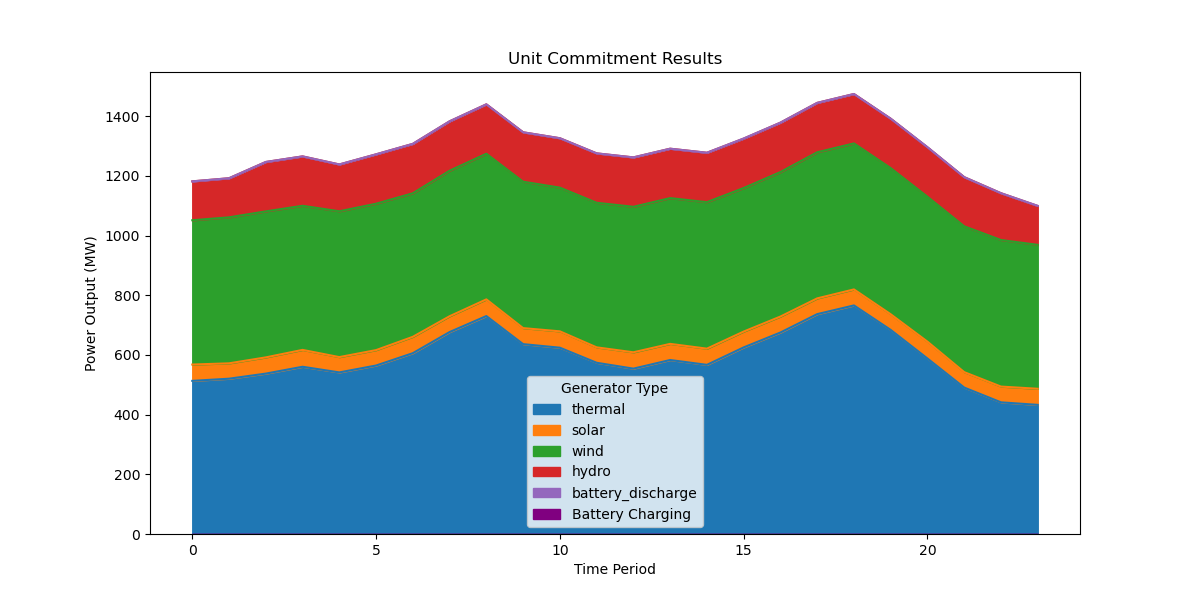 Unit Commitment Results
Power Output (MW)
1400
1200
1000
800
600
400
200
0
Generator Type
thermal
solar
wind
hydro
battery_discharge
Battery Charging
0 5 10 15 20
Time Period